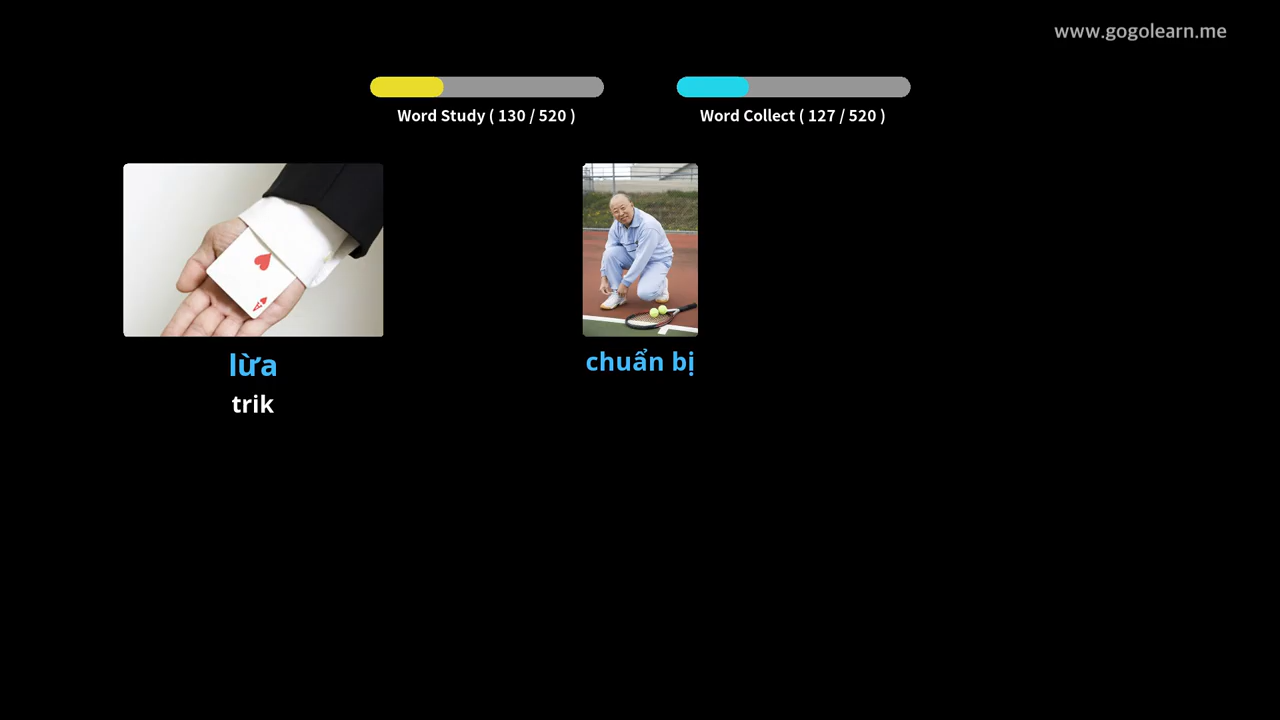 www.gogolearn.me
Word Study ( 130 / 520 )
Word Collect ( 127 / 520 )
lừa
trik
chuẩn bị